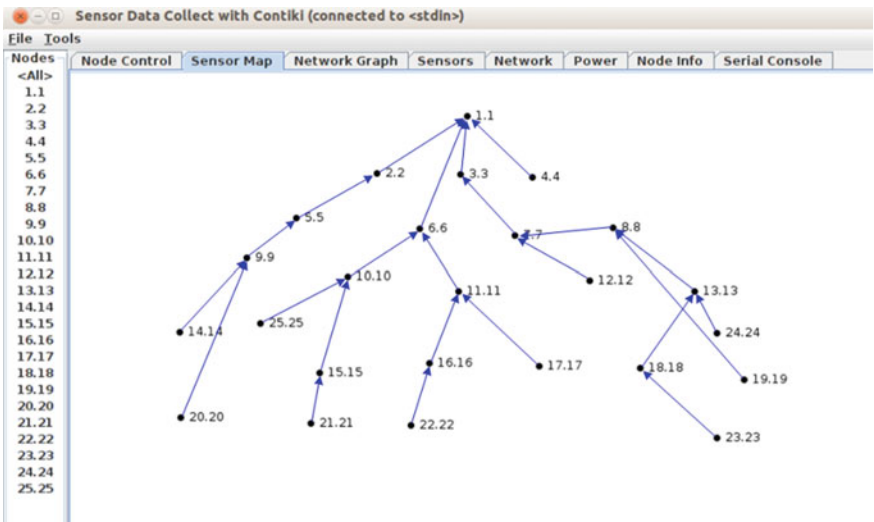 Sensor Data Collect with Contiki (connected to <stdin>)
File Tools
Nodes
<All>
1.1
2.2
3.3
4.4
5.5
6.6
7.7
8.8
9.9
10.10
11.11
12.12
13.13
14.14
15.15
16.16
17.17
18.18
19.19
20.20
21.21
22.22
23.23
24.24
25.25
Node Control Sensor Map Network Graph Sensors Network Power Node Info Serial Console
1.1
2.2 3.3 4.4
5.5 6.6 7.7 8.8
9.9 10.10 11.11 12.12 13.13
14.14 25.25 24.24
15.15 16.16 17.17 18.18 19.19
20.20 21.21 22.22 23.23